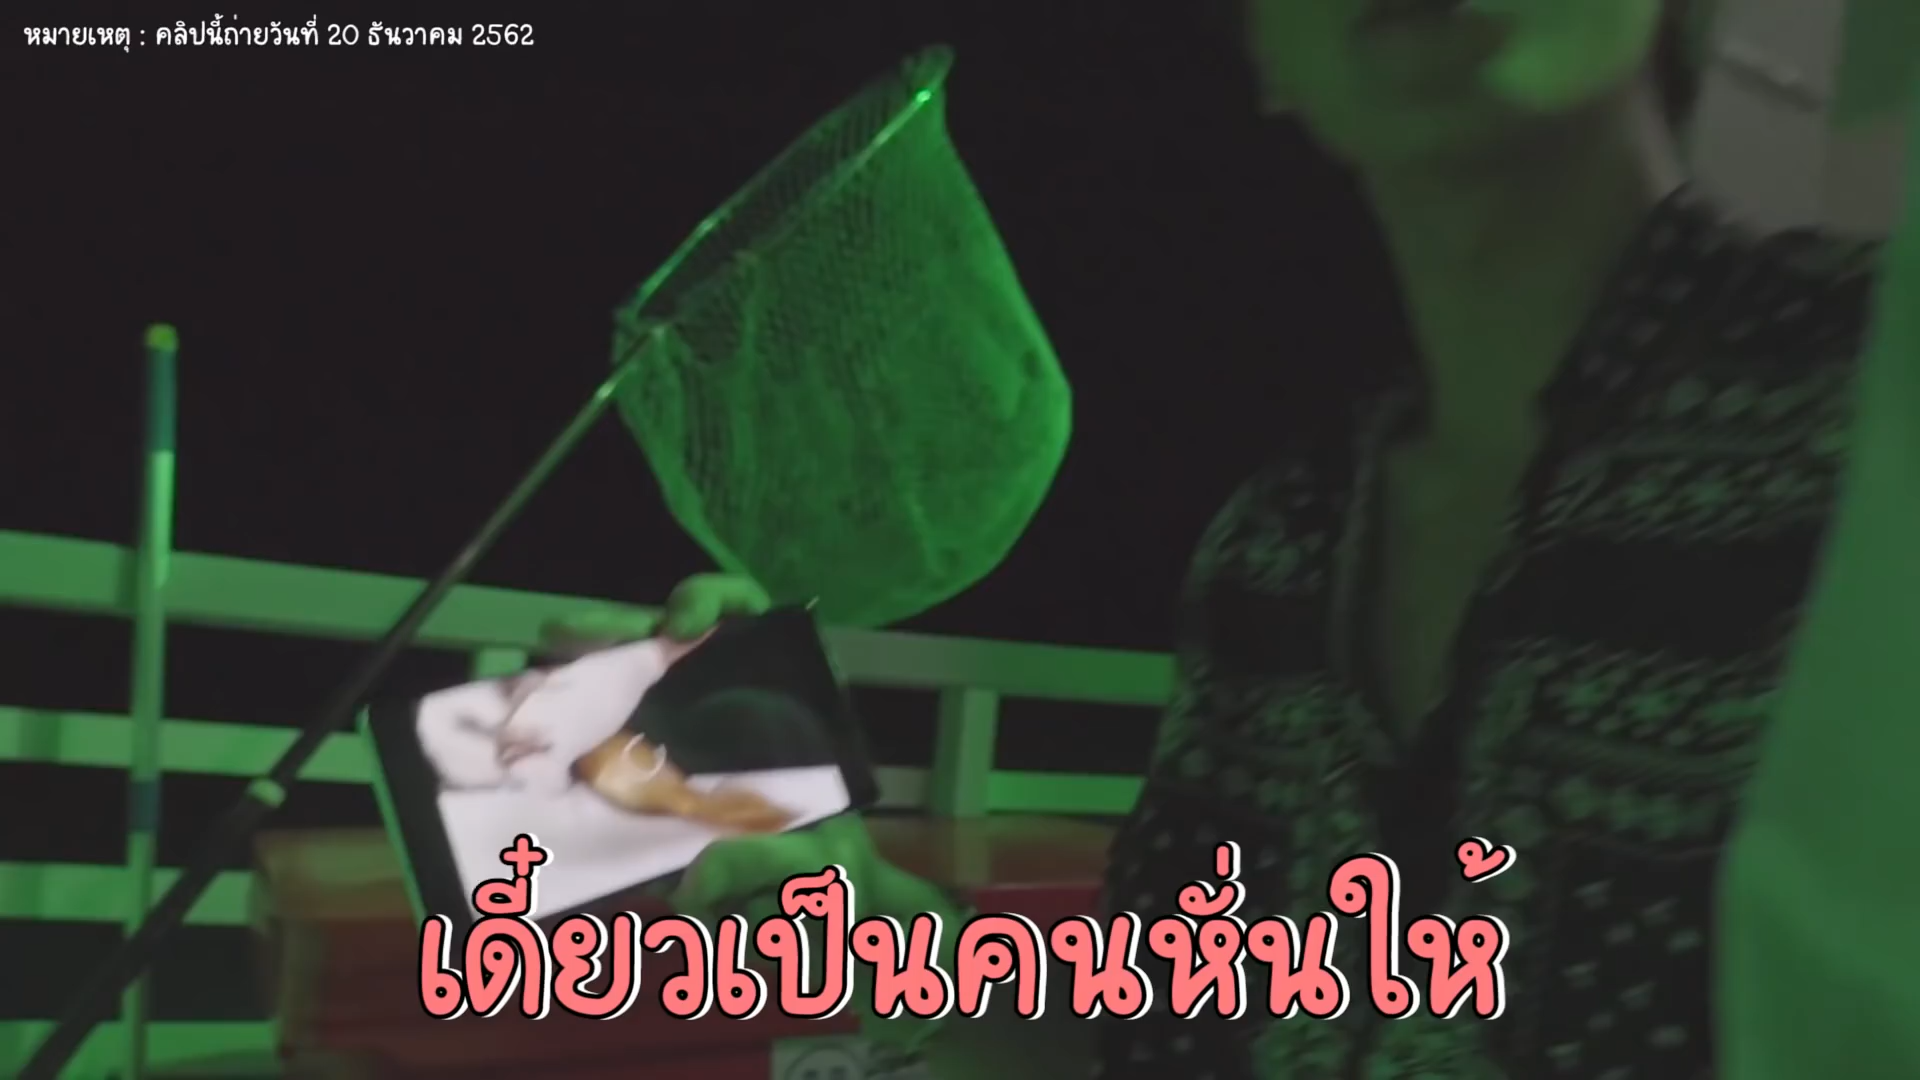 หมายเหตุ : คลิปนี้ถ่ายวันที่ 20 ธันวาคม 2562
เดี๋ยวเป็นคนหั่นให้